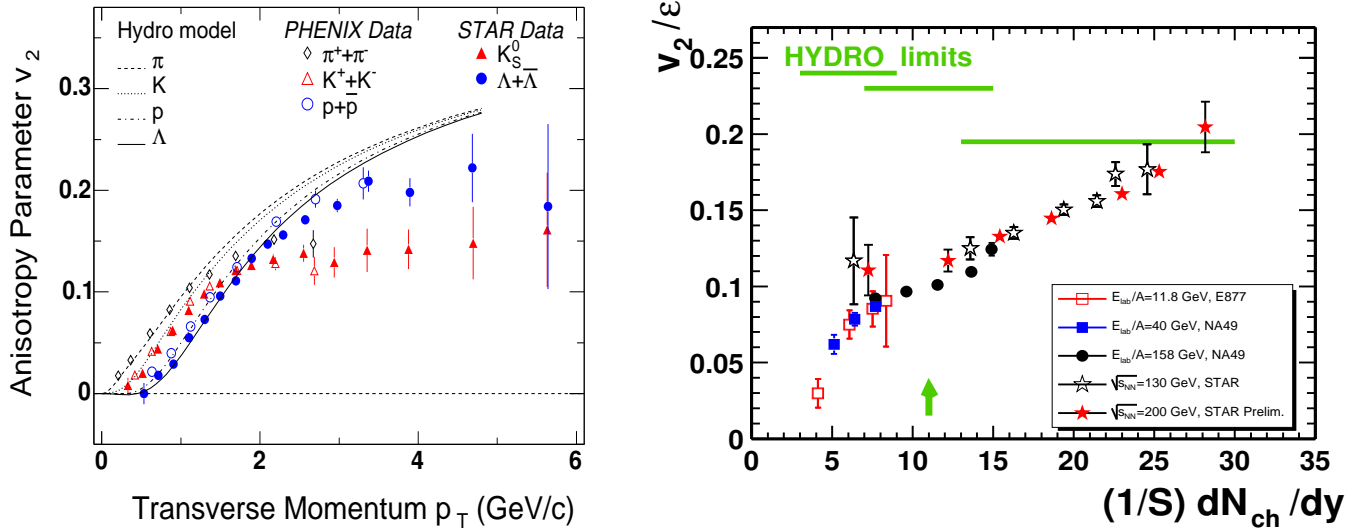 Hydro model
π
K
p
Λ
PHENIX Data
π⁺+π⁻
K⁺+K⁻
p+p̅
STAR Data
K⁰_S
Λ+Λ̅
Anisotropy Parameter v₂
0.3
0.2
0.1
0
0
2
4
6
Transverse Momentum p_T (GeV/c)
v₂/ε
HYDRO limits
0.25
0.2
0.15
0.1
0.05
0
E_lab/A=11.8 GeV, E877
E_lab/A=40 GeV, NA49
E_lab/A=158 GeV, NA49
√s_NN=130 GeV, STAR
√s_NN=200 GeV, STAR Prelim.
0
5
10
15
20
25
30
35
(1/S) dN_ch/dy